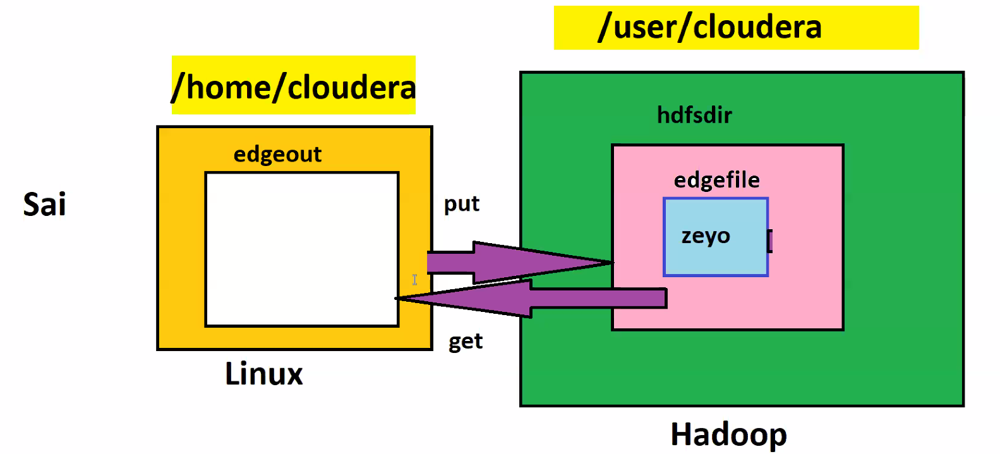 /user/cloudera
/home/cloudera
hdfsdir
edgeout
edgefile
Sai
put
zeyo
get
Linux
Hadoop